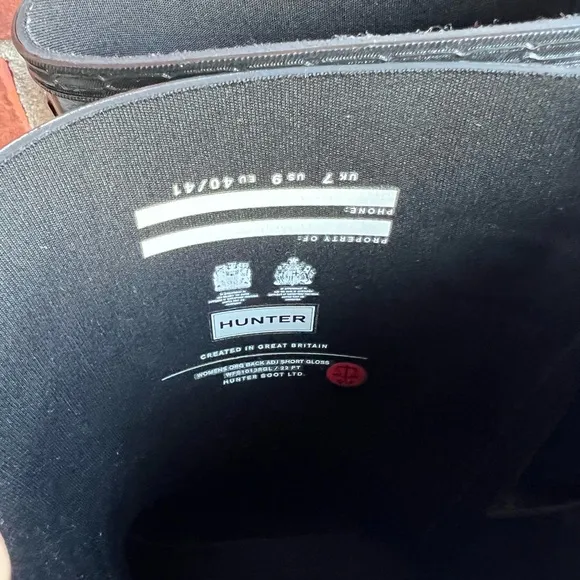 UK 7 US 9 EU 40/41
PHONE:
PROPERTY OF:
HUNTER
CREATED IN GREAT BRITAIN
WOMENS ORG BACK ADJ SHORT GLOSS
HUNTER BOOT LTD.